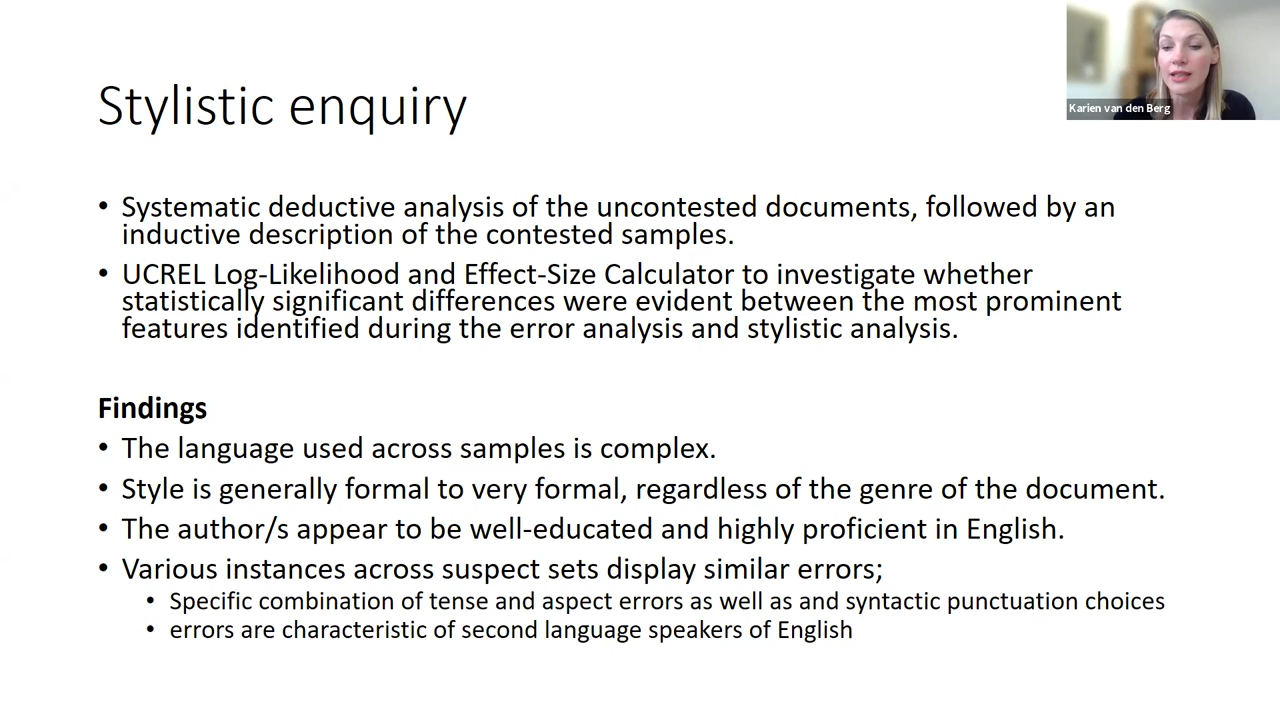 Stylistic enquiry
Karien van den Berg
• Systematic deductive analysis of the uncontested documents, followed by an
inductive description of the contested samples.
• UCREL Log-Likelihood and Effect-Size Calculator to investigate whether
statistically significant differences were evident between the most prominent
features identified during the error analysis and stylistic analysis.
Findings
• The language used across samples is complex.
• Style is generally formal to very formal, regardless of the genre of the document.
• The author/s appear to be well-educated and highly proficient in English.
• Various instances across suspect sets display similar errors;
• Specific combination of tense and aspect errors as well as and syntactic punctuation choices
• errors are characteristic of second language speakers of English